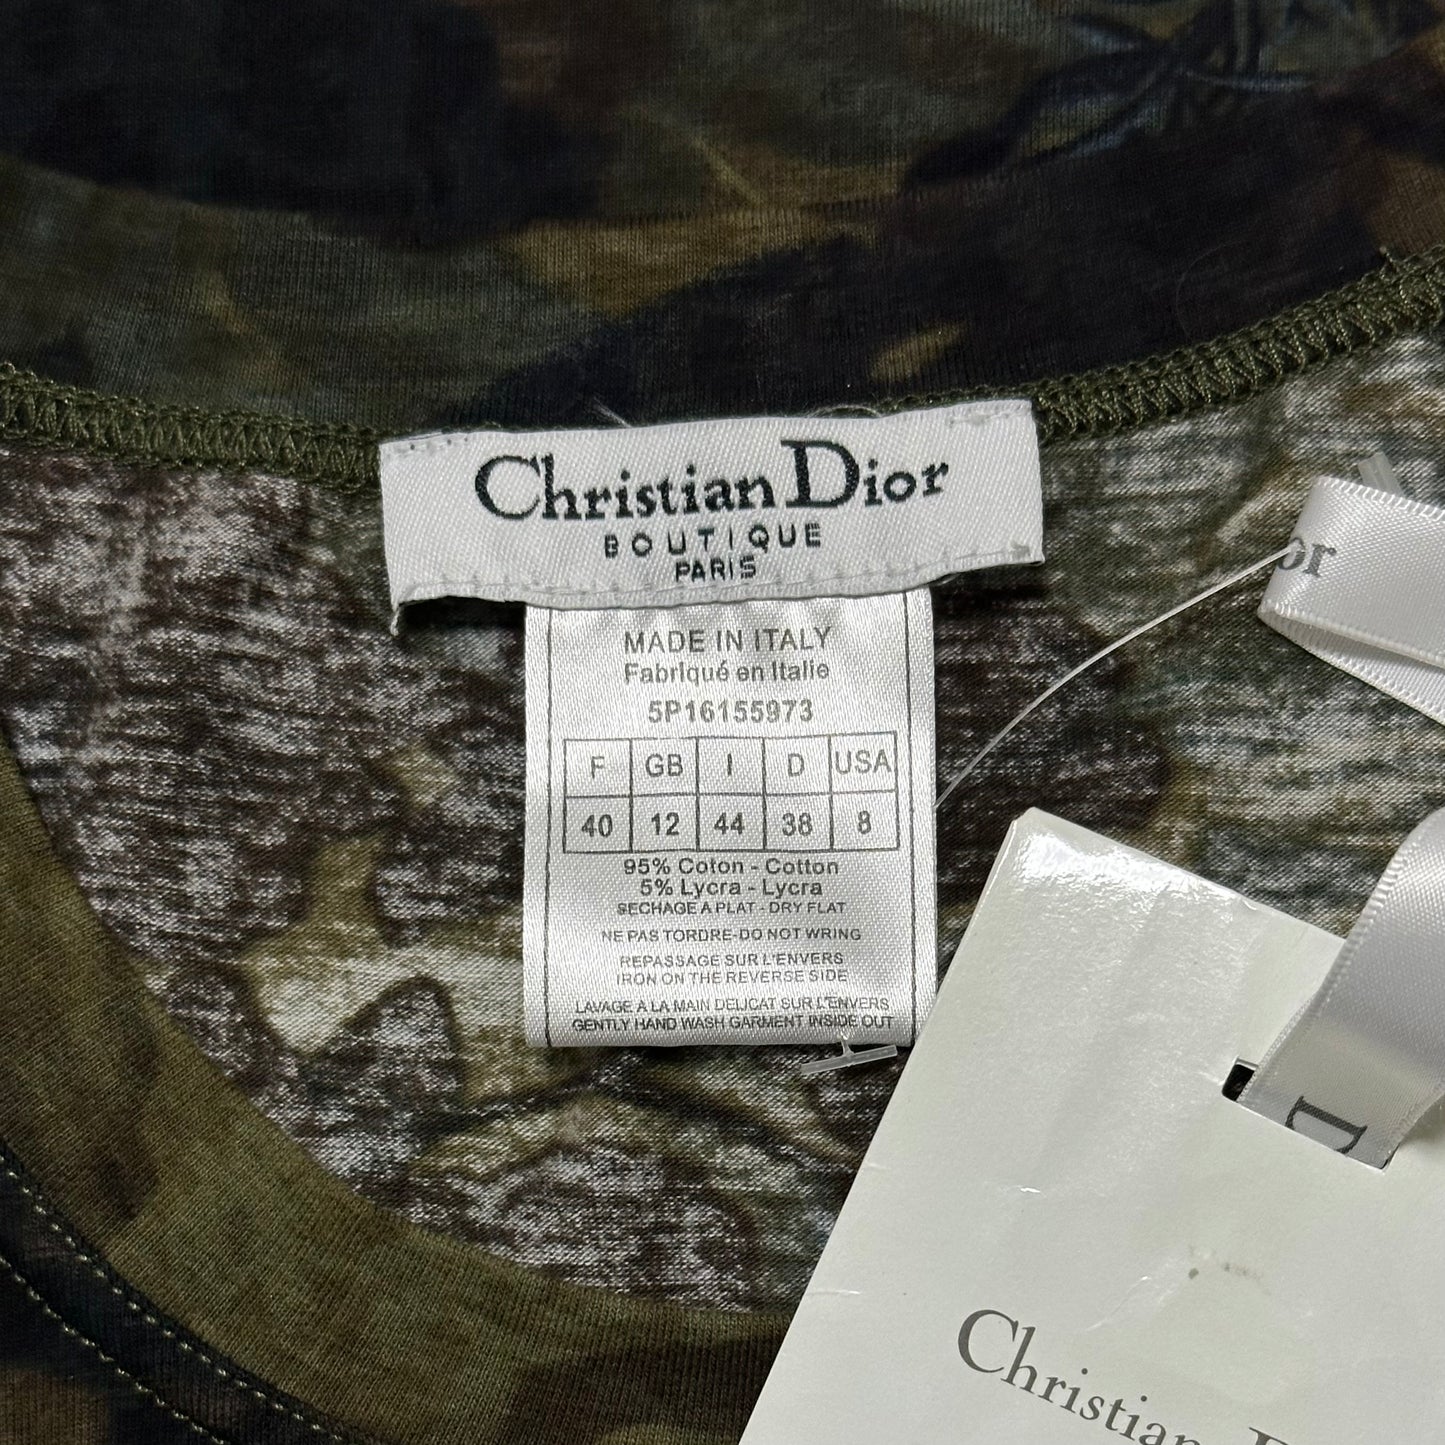 Christian Dior
BOUTIQUE
PARIS
MADE IN ITALY
Fabriqué en Italie
5P16155973
F GB I D USA
40 12 44 38 8
95% Coton - Cotton
5% Lycra - Lycra
SECHAGE A PLAT - DRY FLAT
NE PAS TORDRE-DO NOT WRING
REPASSAGE SUR L'ENVERS
IRON ON THE REVERSE SIDE
LAVAGE A LA MAIN DELICAT SUR L'ENVERS
GENTLY HAND WASH GARMENT INSIDE OUT
ior
D
Christian D